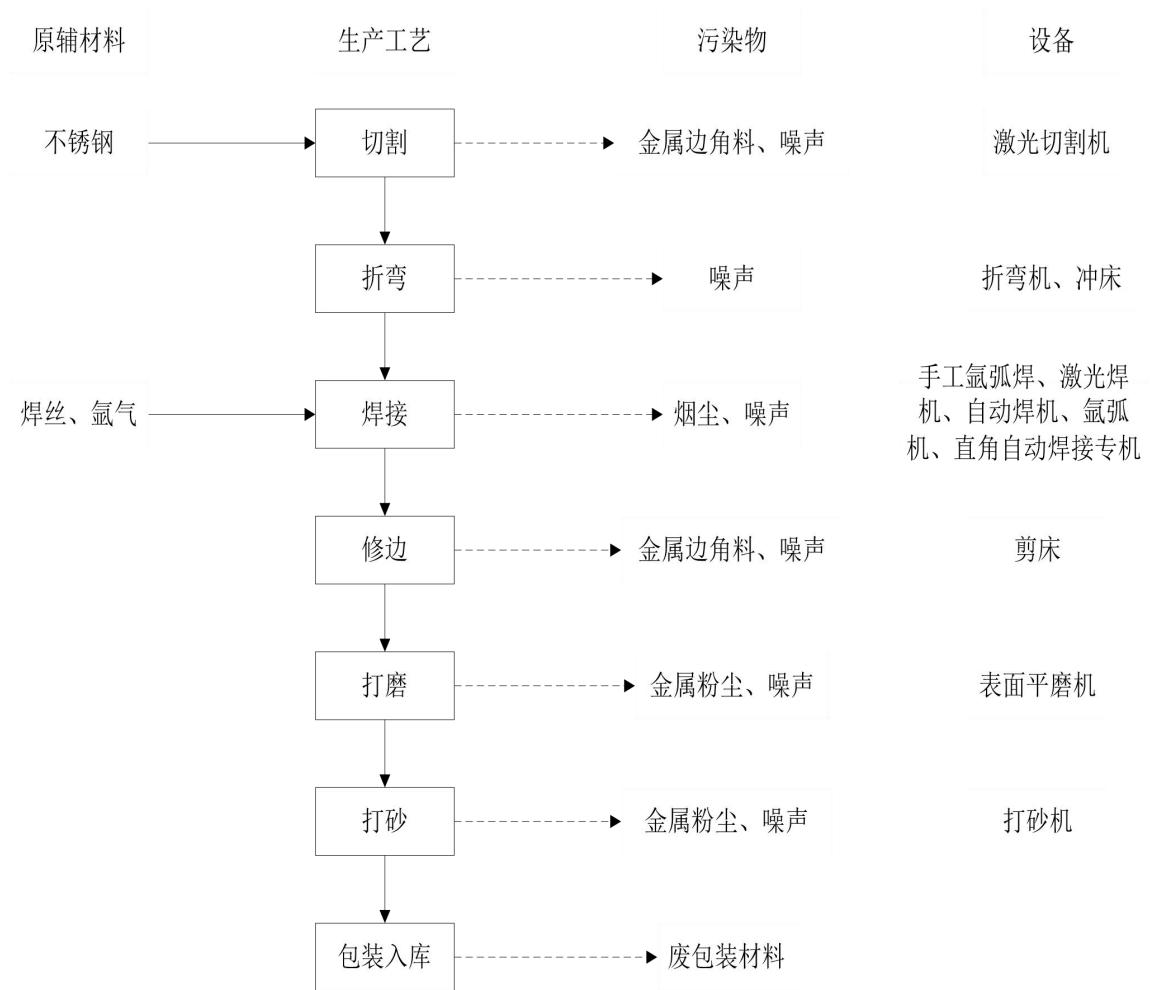 原辅材料 生产工艺 污染物 设备
不锈钢 切割 金属边角料、噪声 激光切割机
折弯 噪声 折弯机、冲床
焊丝、氩气 焊接 烟尘、噪声 手工氩弧焊、激光焊
机、自动焊机、氩弧
机、直角自动焊接专机
修边 金属边角料、噪声 剪床
打磨 金属粉尘、噪声 表面平磨机
打砂 金属粉尘、噪声 打砂机
包装入库 废包装材料